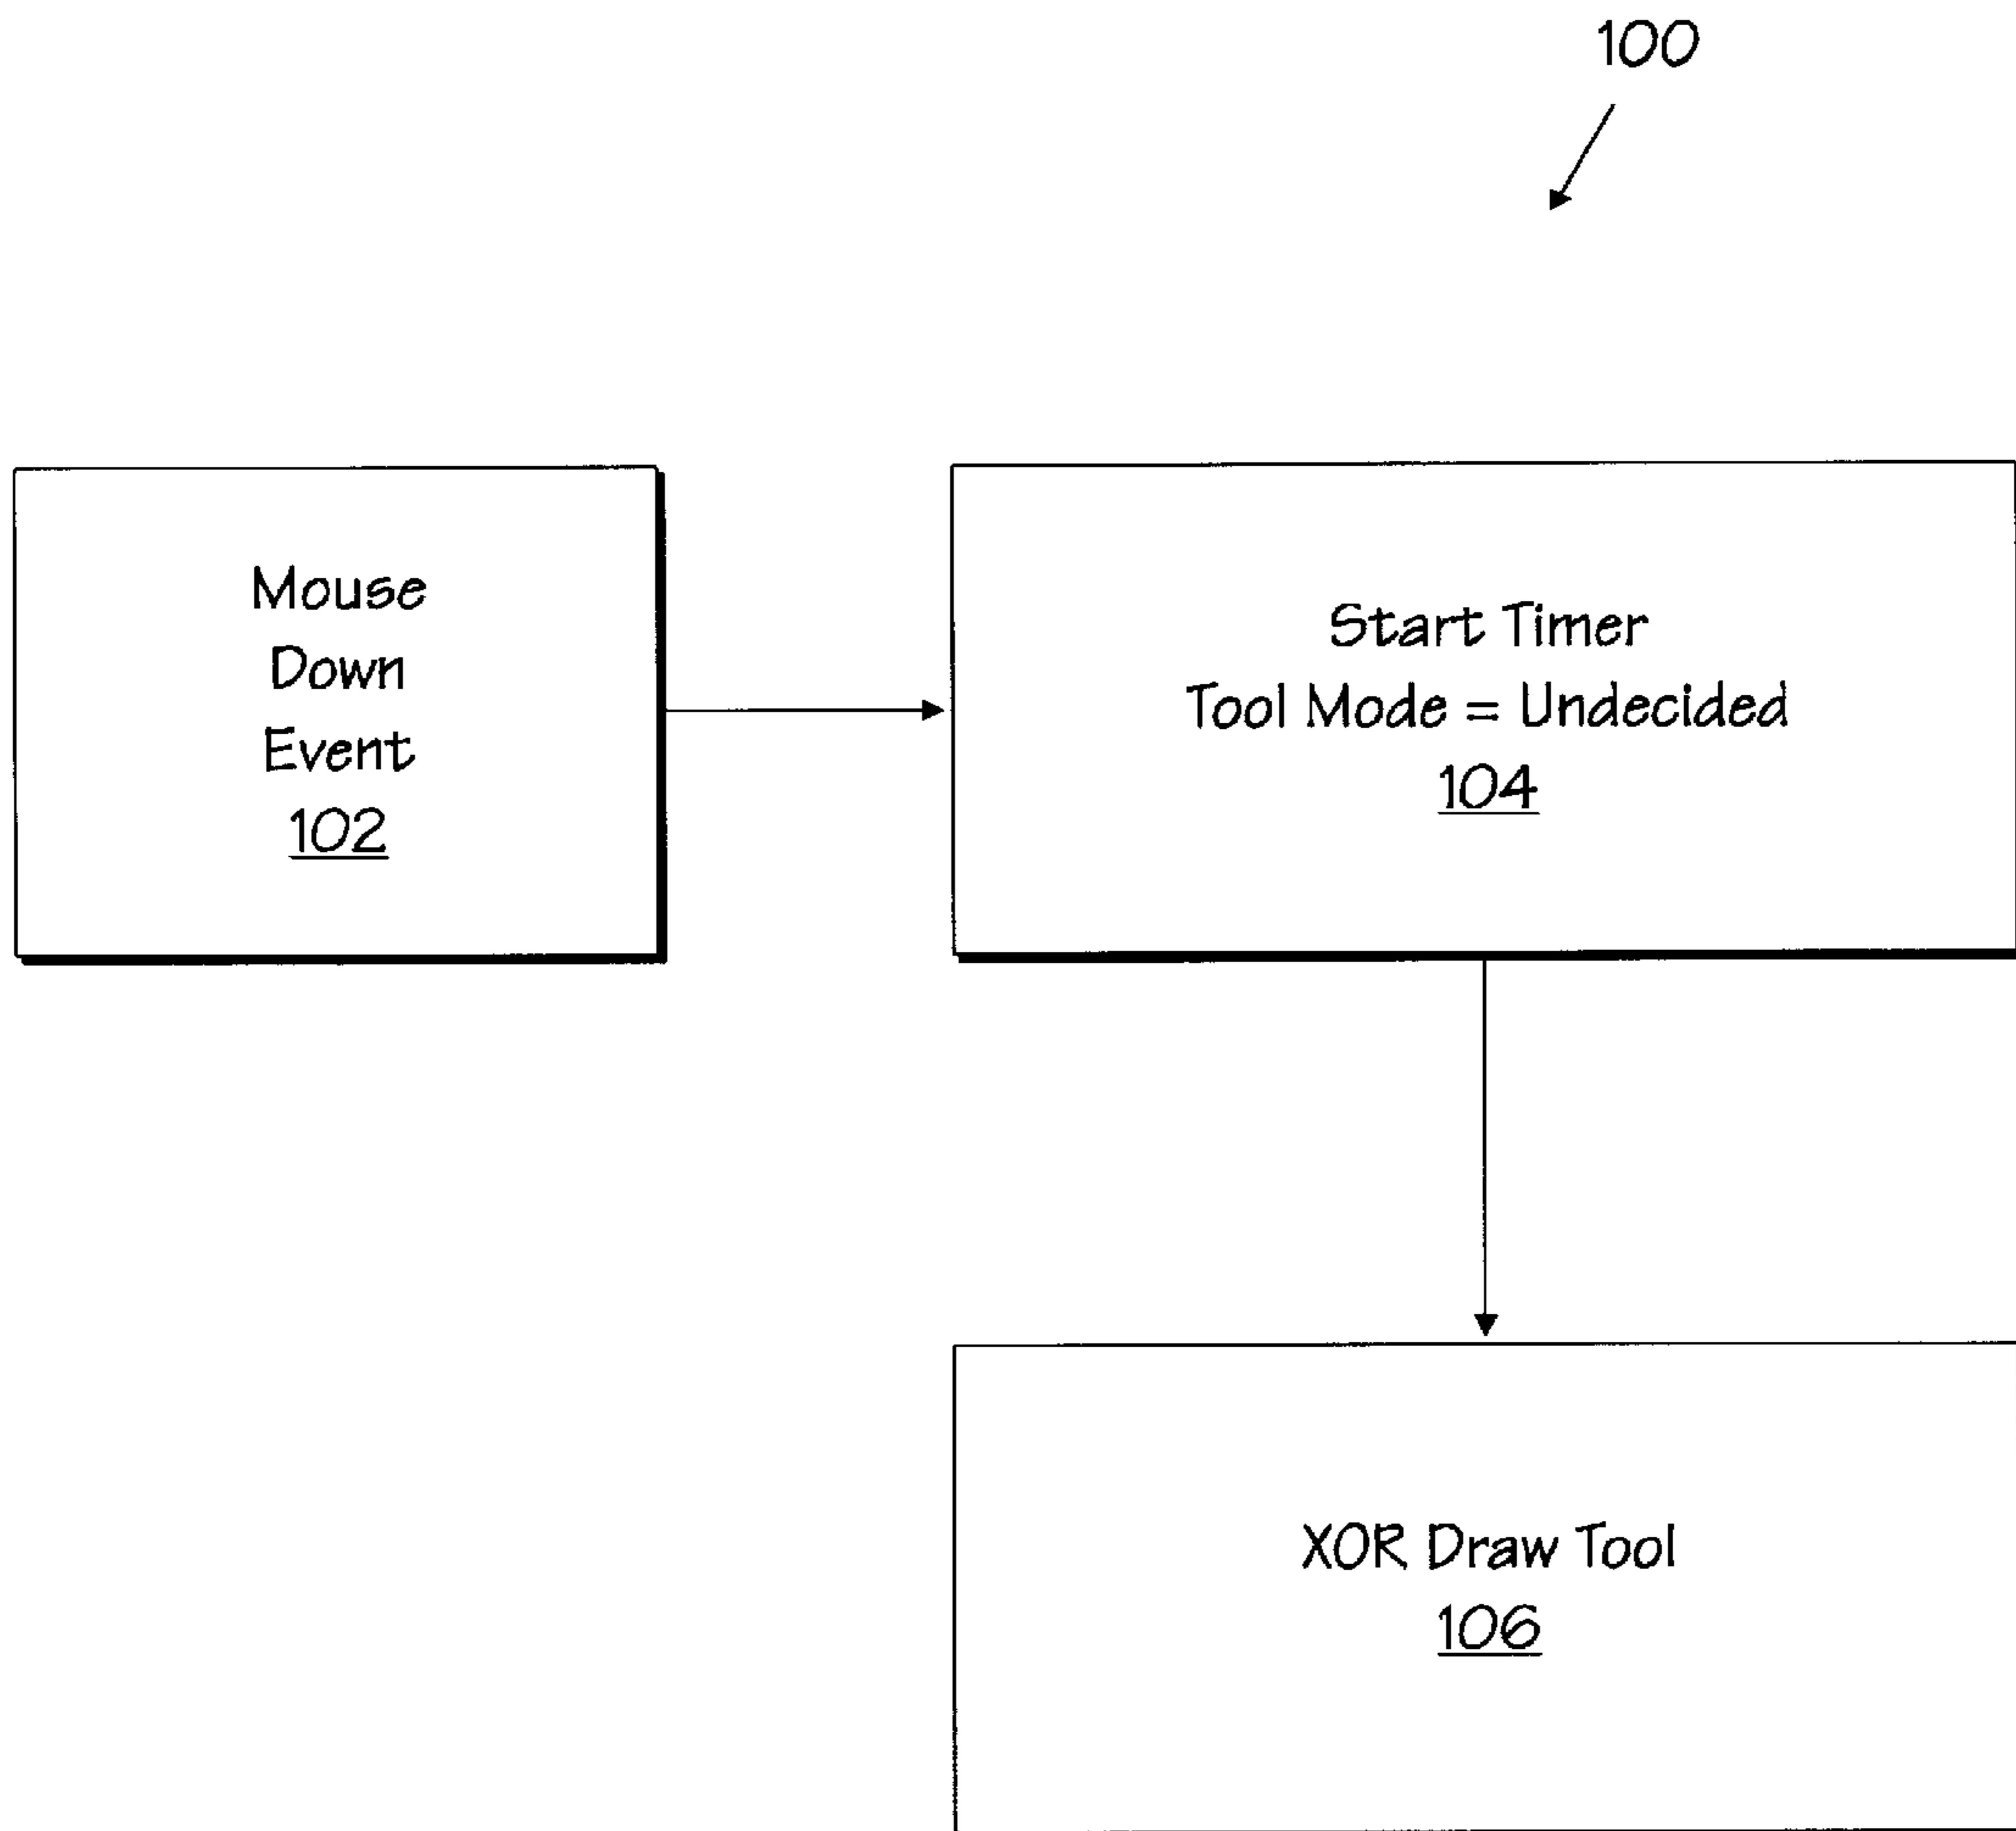 100
Mouse
Down
Event
102
Start Timer
Tool Mode = Undecided
104
XOR Draw Tool
106